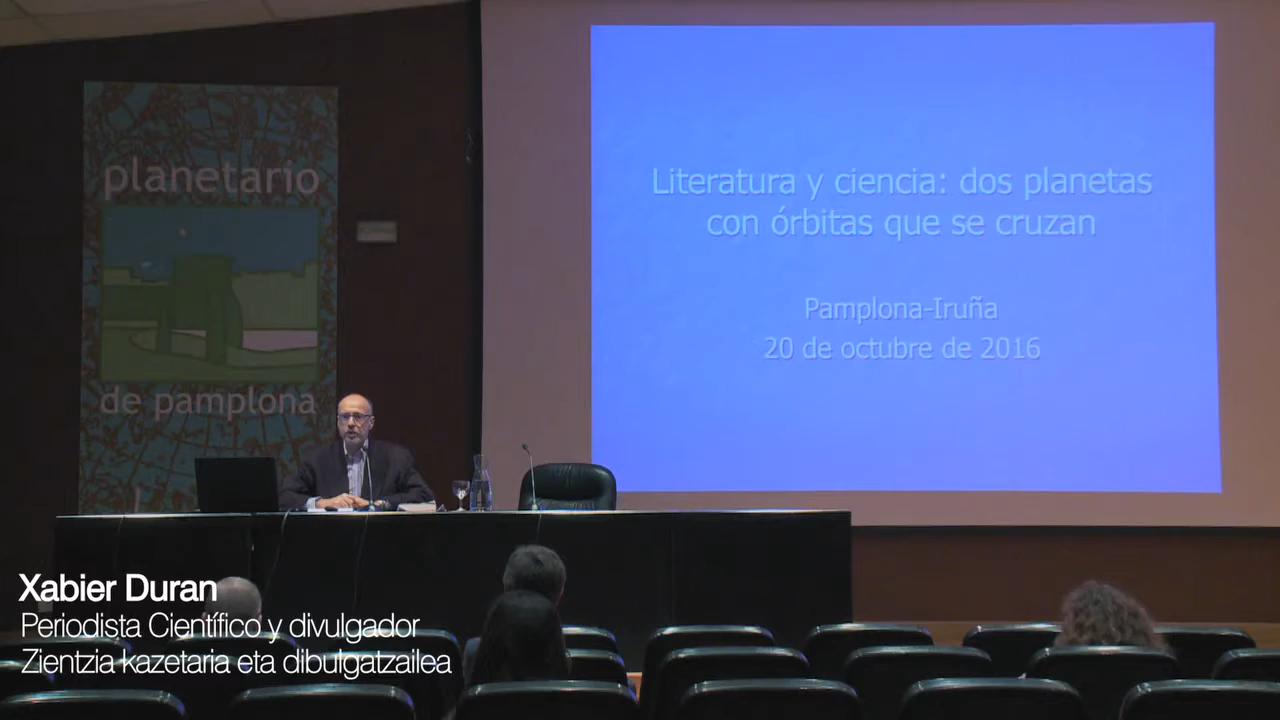 planetario
de pamplona
Literatura y ciencia: dos planetas
con órbitas que se cruzan
Pamplona-Iruña
20 de octubre de 2016
Xabier Duran
Periodista Científico y divulgador
Zientzia kazetaria eta dibulgatzailea